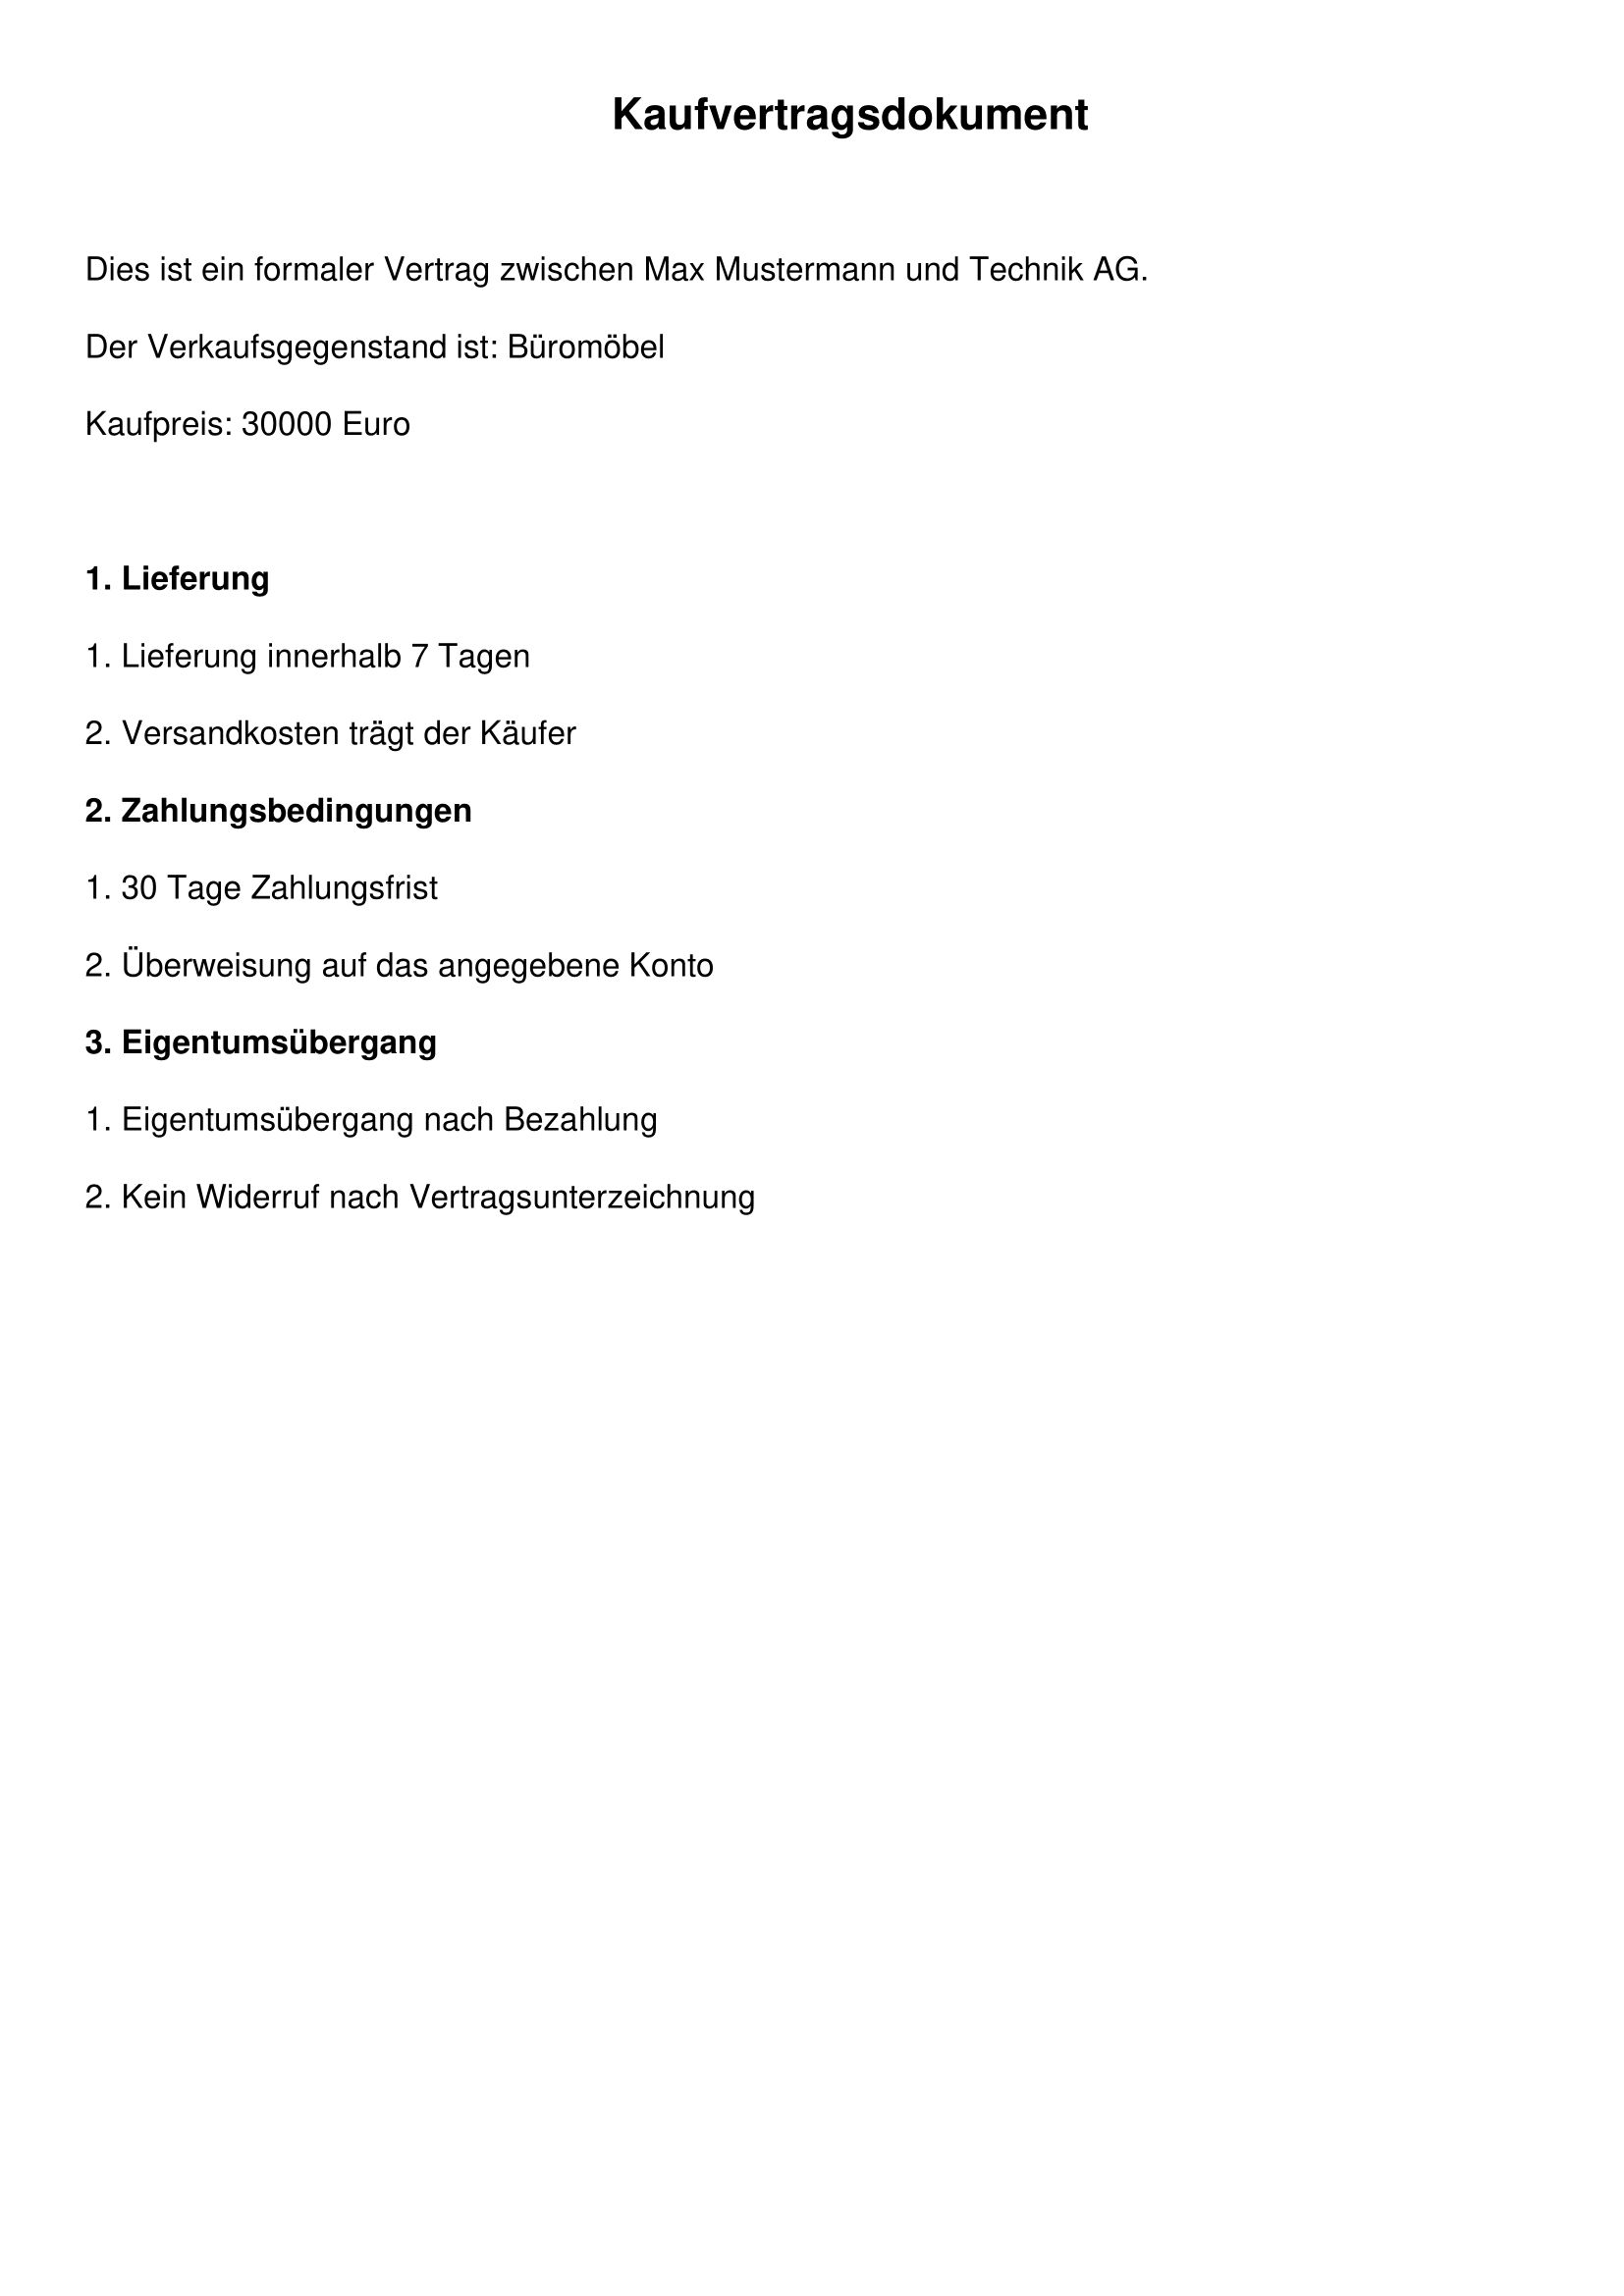 Kaufvertragsdokument
Dies ist ein formaler Vertrag zwischen Max Mustermann und Technik AG.
Der Verkaufsgegenstand ist: Büromöbel
Kaufpreis: 30000 Euro
1. Lieferung
1. Lieferung innerhalb 7 Tagen
2. Versandkosten trägt der Käufer
2. Zahlungsbedingungen
1. 30 Tage Zahlungsfrist
2. Überweisung auf das angegebene Konto
3. Eigentumsübergang
1. Eigentumsübergang nach Bezahlung
2. Kein Widerruf nach Vertragsunterzeichnung